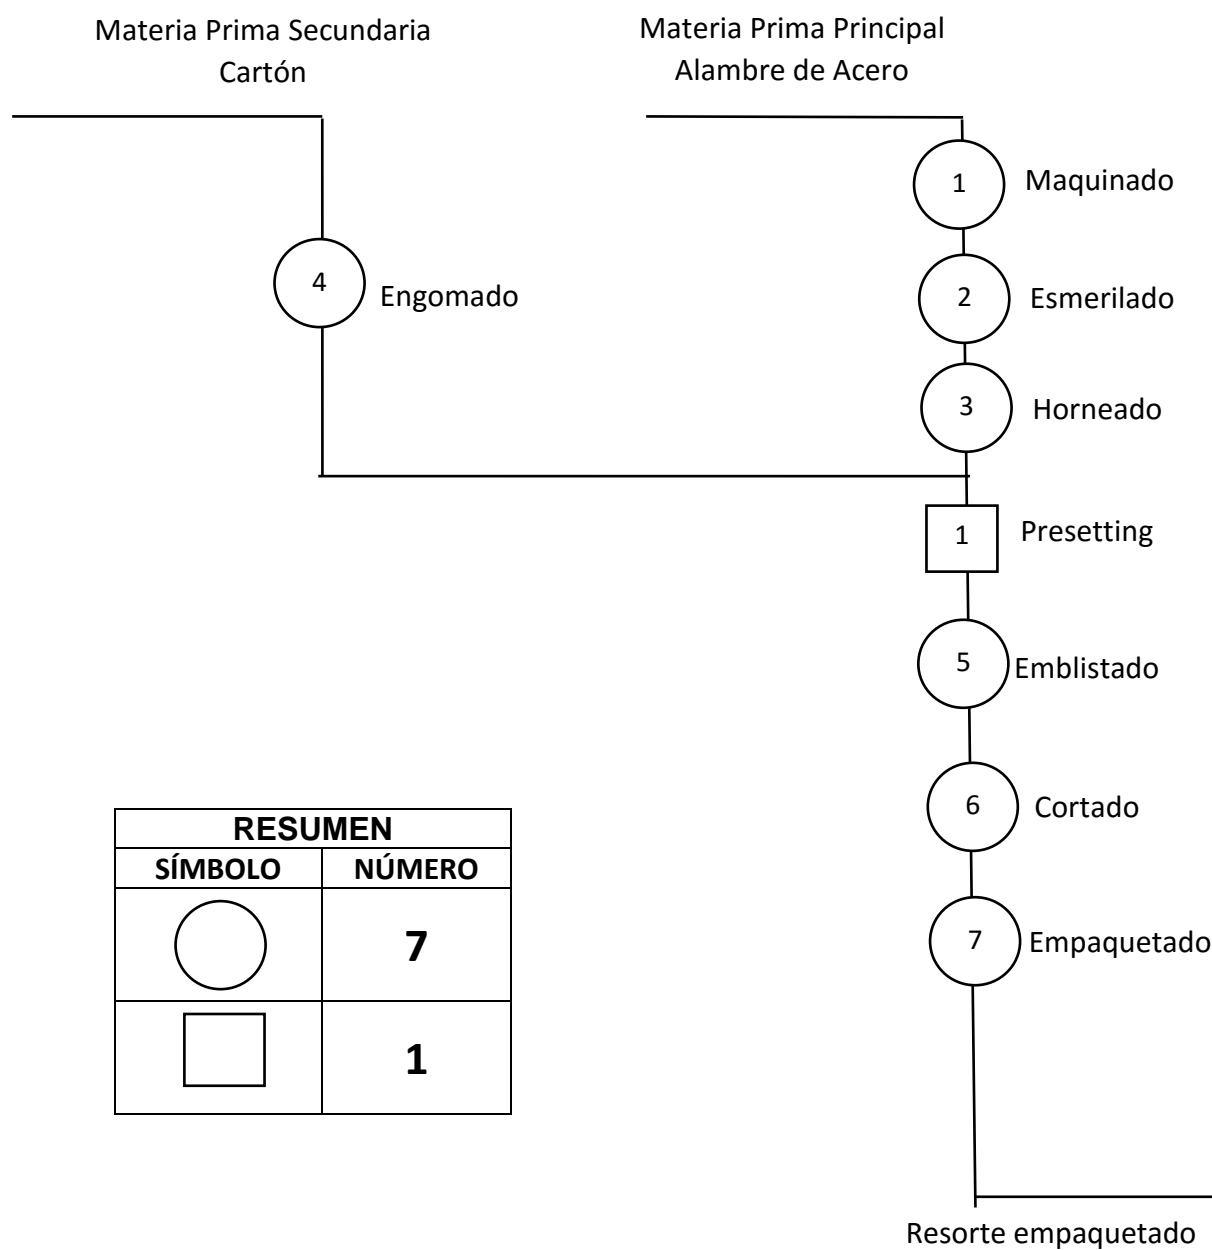 Materia Prima Secundaria
Cartón
Materia Prima Principal
Alambre de Acero
1 Maquinado
4 Engomado
2 Esmerilado
3 Horneado
1 Presetting
5 Emblistado
6 Cortado
7 Empaquetado
RESUMEN
SÍMBOLO NÚMERO
7
1
Resorte empaquetado